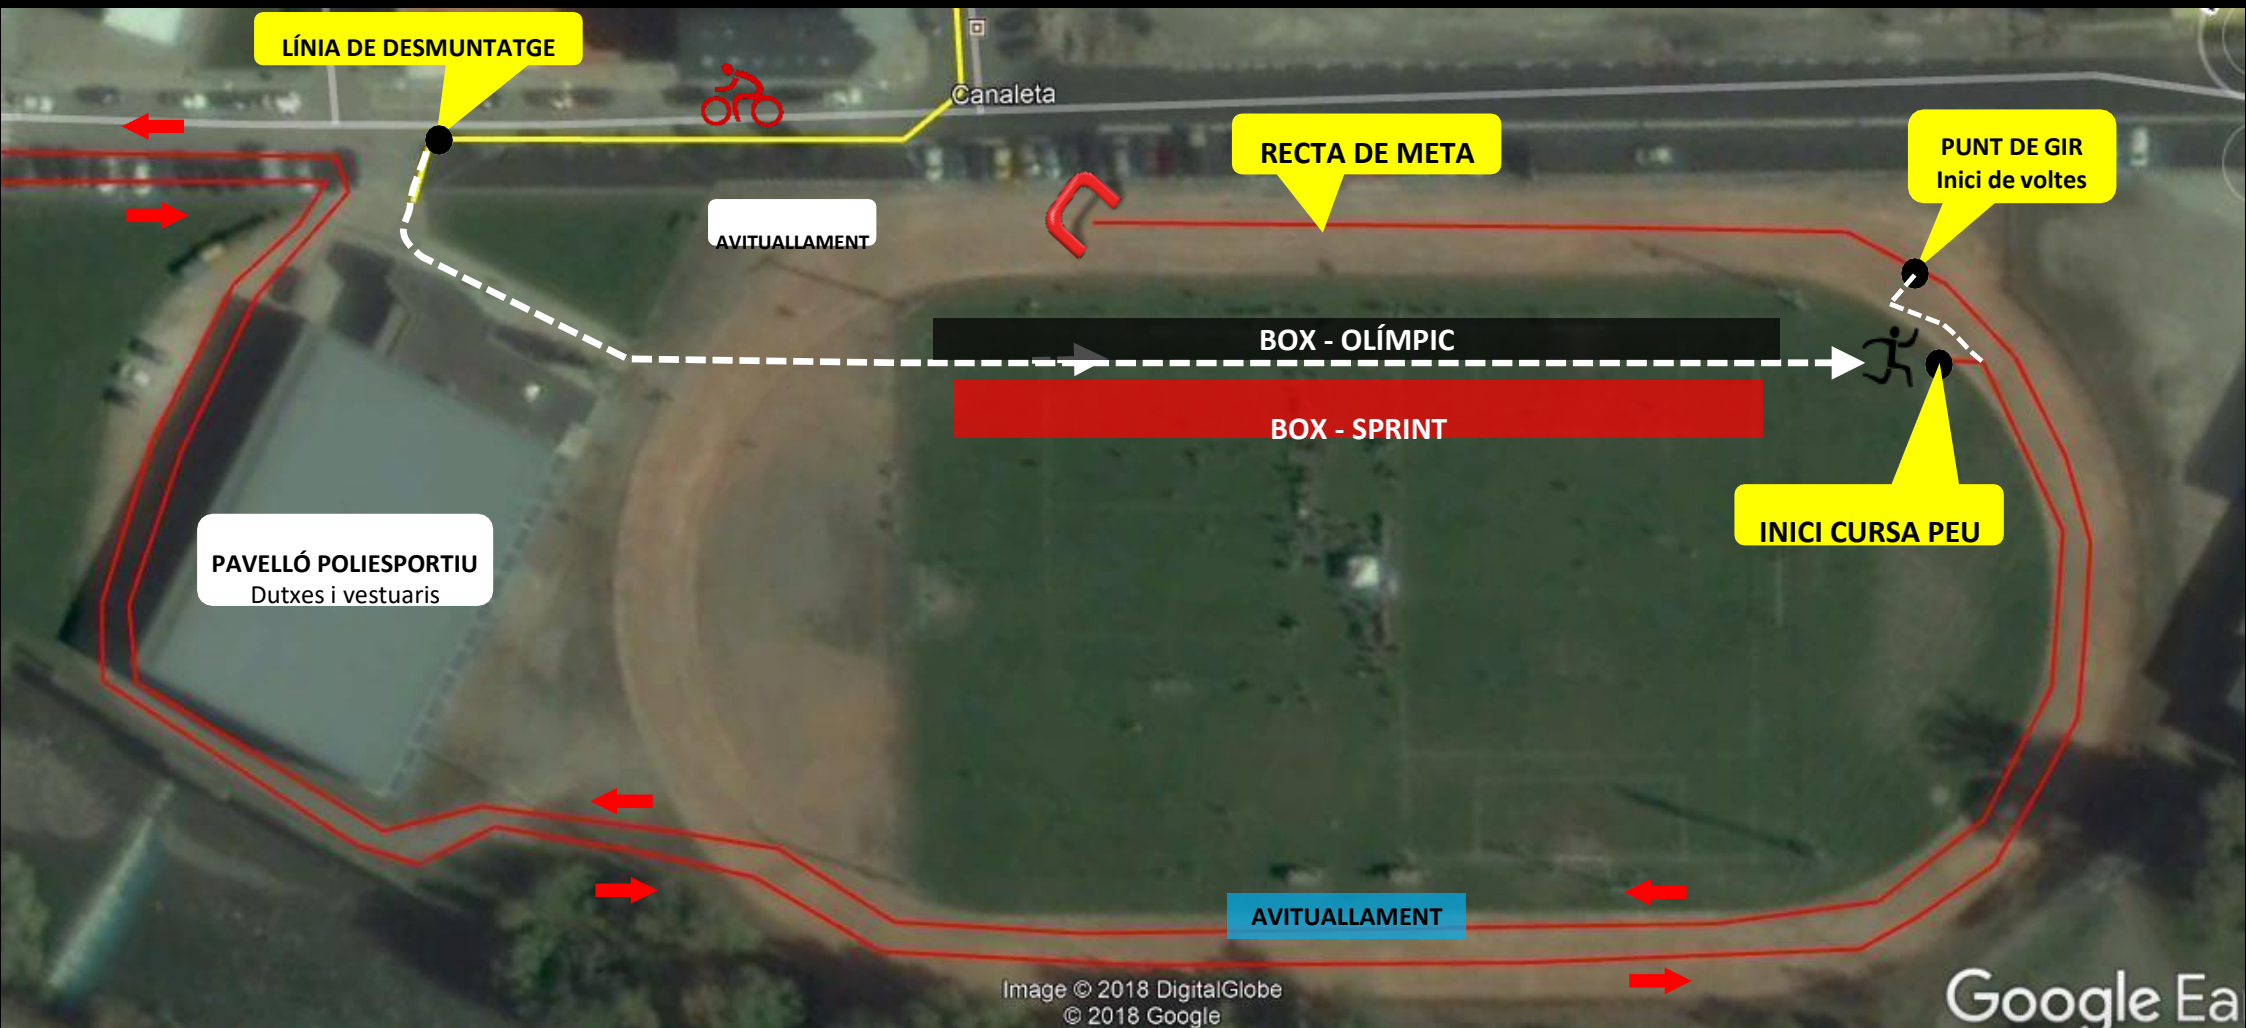 LÍNIA DE DESMUNTATGE
Canaleta
RECTA DE META
PUNT DE GIR
Inici de voltes
AVITUALLAMENT
BOX - OLÍMPIC
BOX - SPRINT
INICI CURSA PEU
PAVELLÓ POLIESPORTIU
Dutxes i vestuaris
AVITUALLAMENT
Image © 2018 DigitalGlobe
© 2018 Google
Google Ea